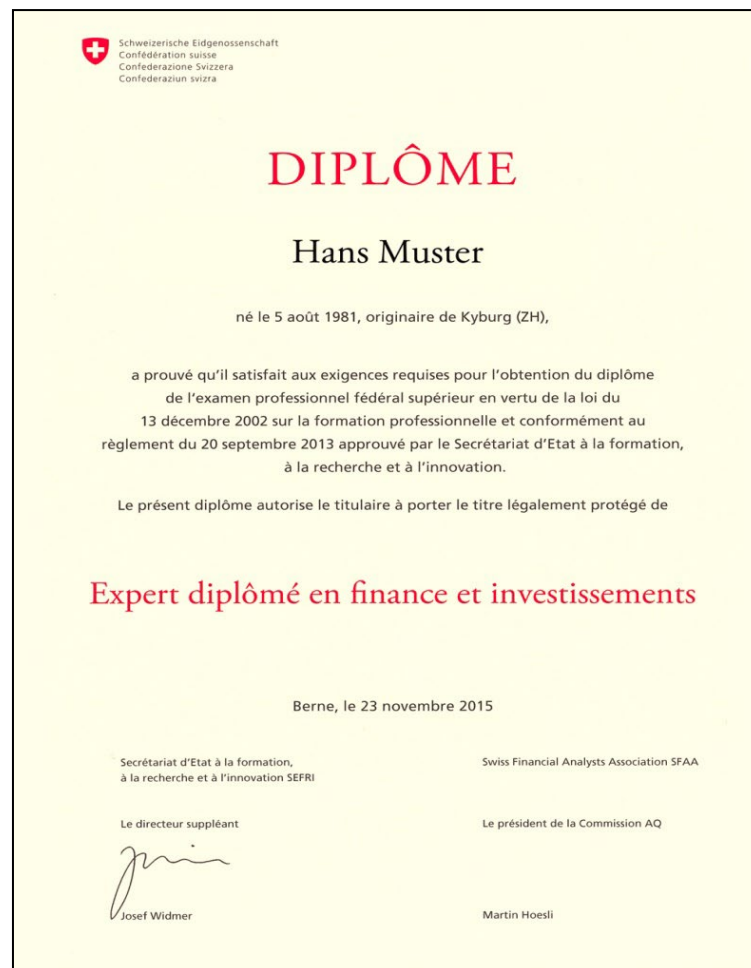 Schweizerische Eidgenossenschaft
Confédération suisse
Confederazione Svizzera
Confederaziun svizra
DIPLÔME
Hans Muster
né le 5 août 1981, originaire de Kyburg (ZH),
a prouvé qu'il satisfait aux exigences requises pour l'obtention du diplôme
de l'examen professionnel fédéral supérieur en vertu de la loi du
13 décembre 2002 sur la formation professionnelle et conformément au
règlement du 20 septembre 2013 approuvé par le Secrétariat d'Etat à la formation,
à la recherche et à l'innovation.
Le présent diplôme autorise le titulaire à porter le titre légalement protégé de
Expert diplômé en finance et investissements
Berne, le 23 novembre 2015
Secrétariat d'Etat à la formation,
à la recherche et à l'innovation SEFRI
Le directeur suppléant
Josef Widmer
Swiss Financial Analysts Association SFAA
Le président de la Commission AQ
Martin Hoesli